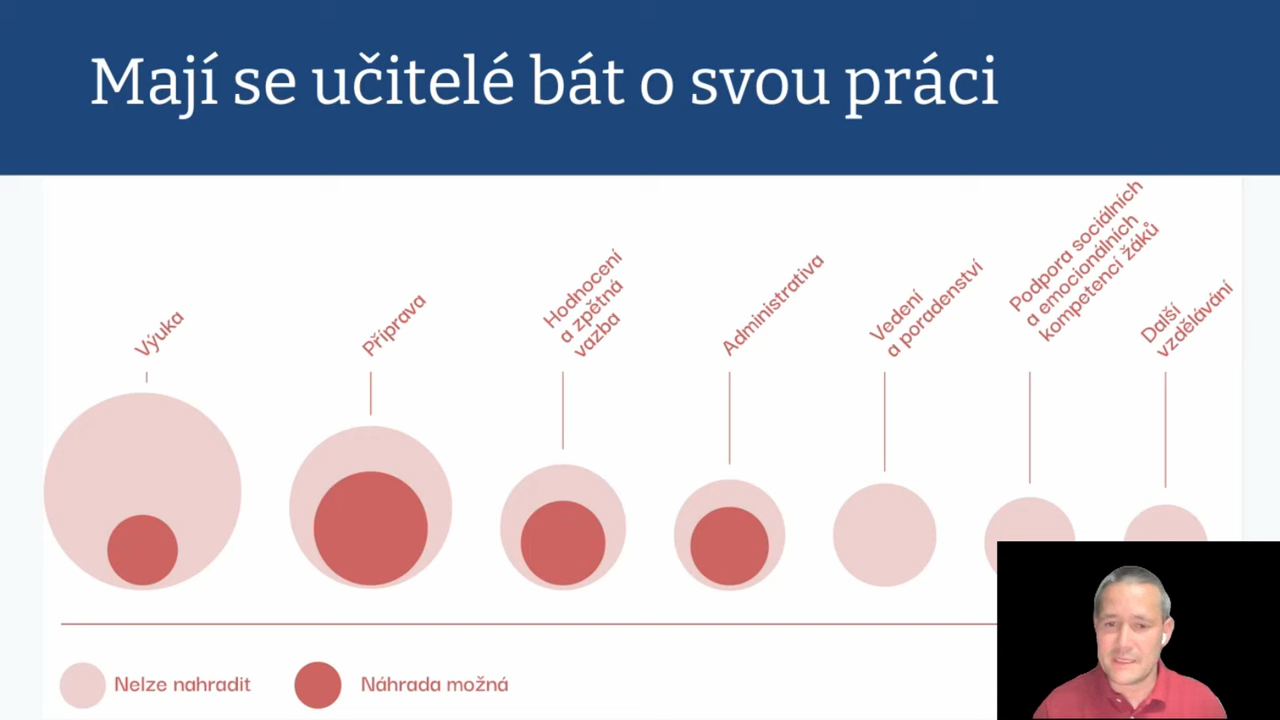 Mají se učitelé bát o svou práci
Výuka
Příprava
Hodnocení
a zpětná
vazba
Administrativa
Vedení
a poradenství
Podpora sociálních
a emocionálních
kompetencí žáků
Další
vzdělávání
Nelze nahradit
Náhrada možná